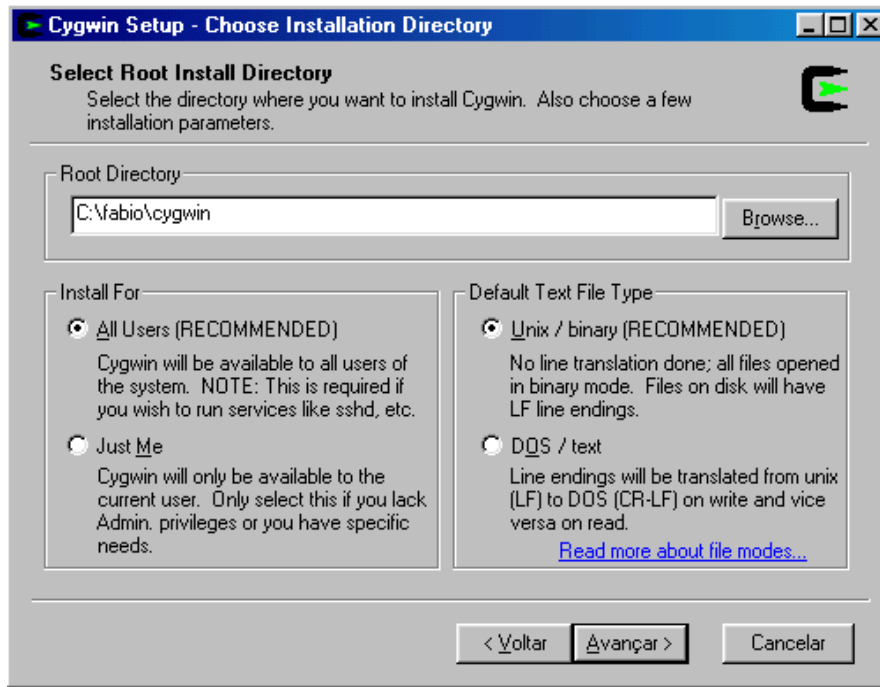 Cygwin Setup - Choose Installation Directory
Select Root Install Directory
Select the directory where you want to install Cygwin. Also choose a few
installation parameters.
Root Directory
C:\fabio\cygwin
Browse...
Install For
All Users (RECOMMENDED)
Cygwin will be available to all users of
the system. NOTE: This is required if
you wish to run services like sshd, etc.
Just Me
Cygwin will only be available to the
current user. Only select this if you lack
Admin. privileges or you have specific
needs.
Default Text File Type
Unix / binary (RECOMMENDED)
No line translation done; all files opened
in binary mode. Files on disk will have
LF line endings.
DOS / text
Line endings will be translated from unix
(LF) to DOS (CR-LF) on write and vice
versa on read.
Read more about file modes...
< Voltar
Avançar >
Cancelar